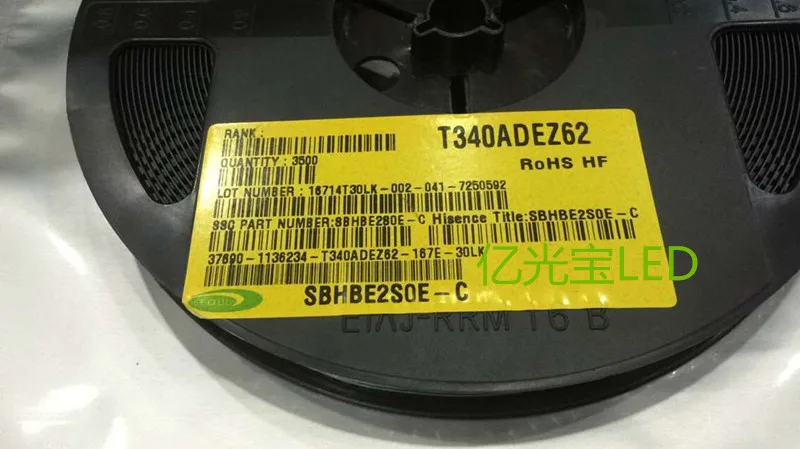 RANK :
T340ADEZ62
QUANTITY : 3500
RoHS HF
LOT NUMBER : 16714T30LK-002-041-7250592
SSC PART NUMBER:SBHBE2S0E-C Hisence Title:SBHBE2S0E-C
37690-1136234-T340ADEZ62-167E-30LK
亿光宝LED
SBHBE2S0E-C
EIAJ-RRM 16 B